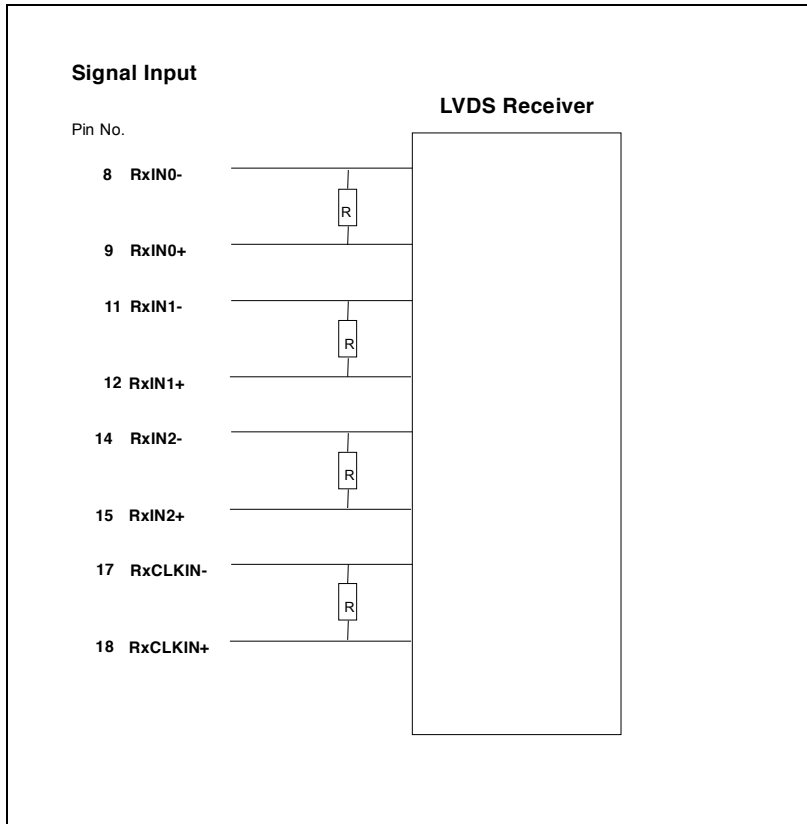 Signal Input
LVDS Receiver
Pin No.
8 RxIN0-
R
9 RxIN0+
11 RxIN1-
R
12 RxIN1+
14 RxIN2-
R
15 RxIN2+
17 RxCLKIN-
R
18 RxCLKIN+